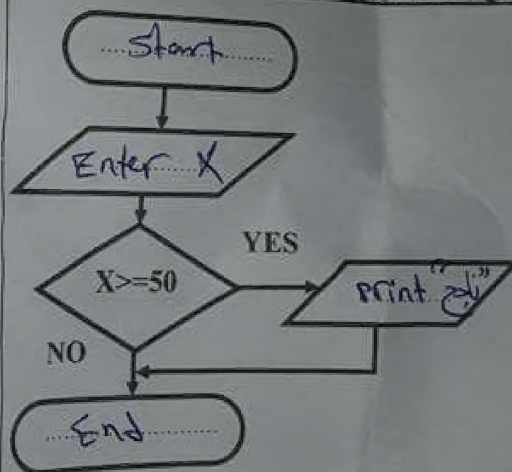 Start
Enter X
YES
X>=50
print "ناجح"
NO
End